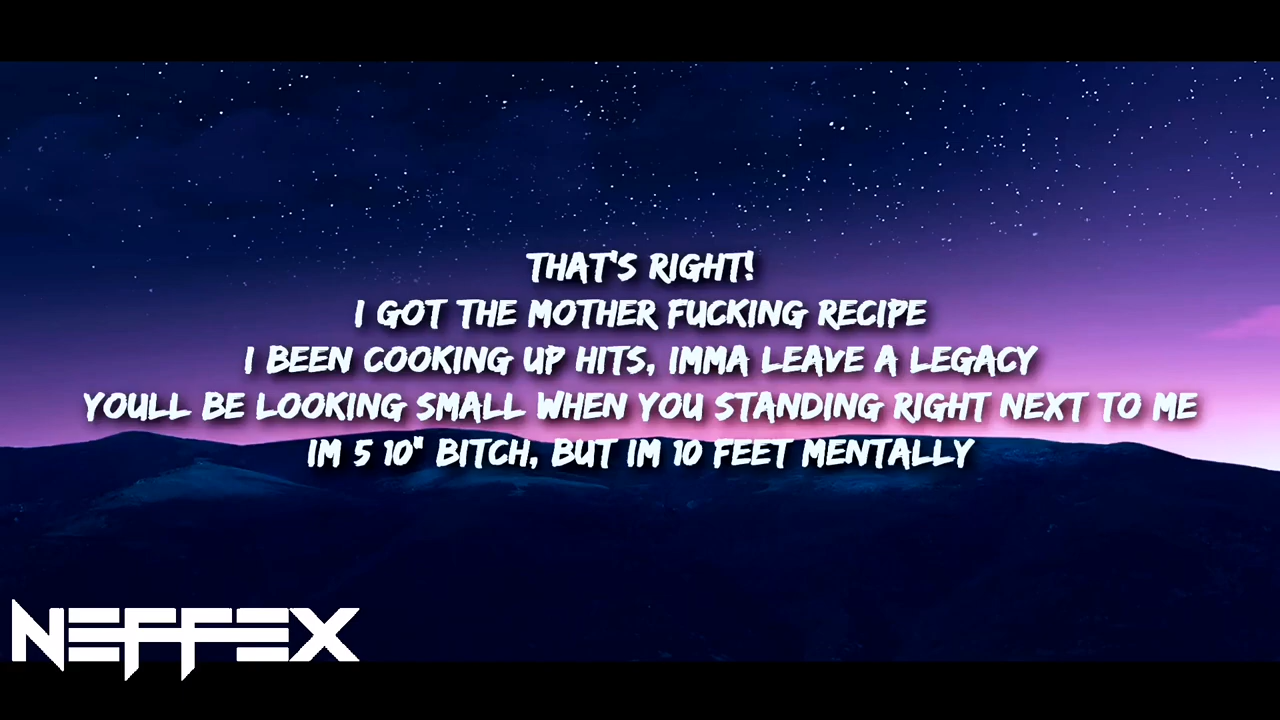 THAT'S RIGHT!
I GOT THE MOTHER FUCKING RECIPE
I BEEN COOKING UP HITS, IMMA LEAVE A LEGACY
YOULL BE LOOKING SMALL WHEN YOU STANDING RIGHT NEXT TO ME
IM 5 10" BITCH, BUT IM 10 FEET MENTALLY
NEFFEX